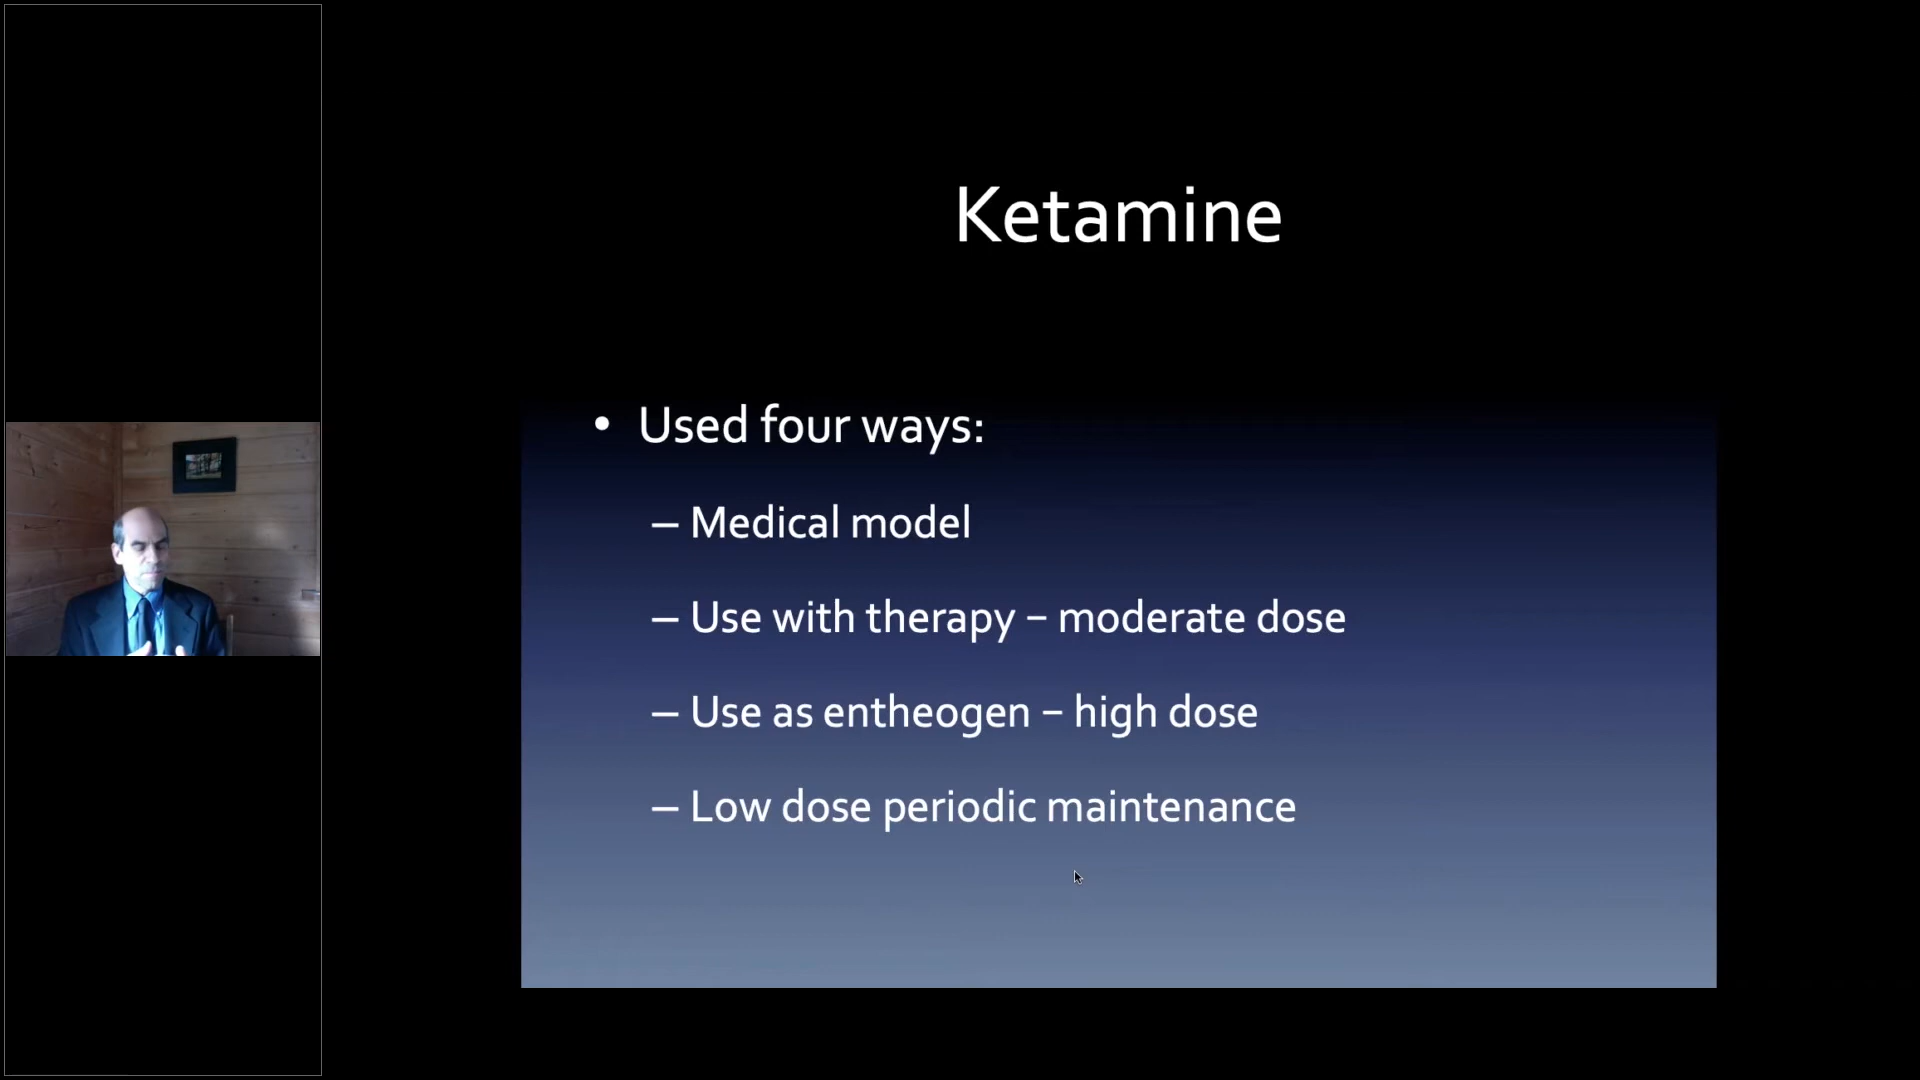 Ketamine
• Used four ways:
– Medical model
– Use with therapy – moderate dose
– Use as entheogen – high dose
– Low dose periodic maintenance